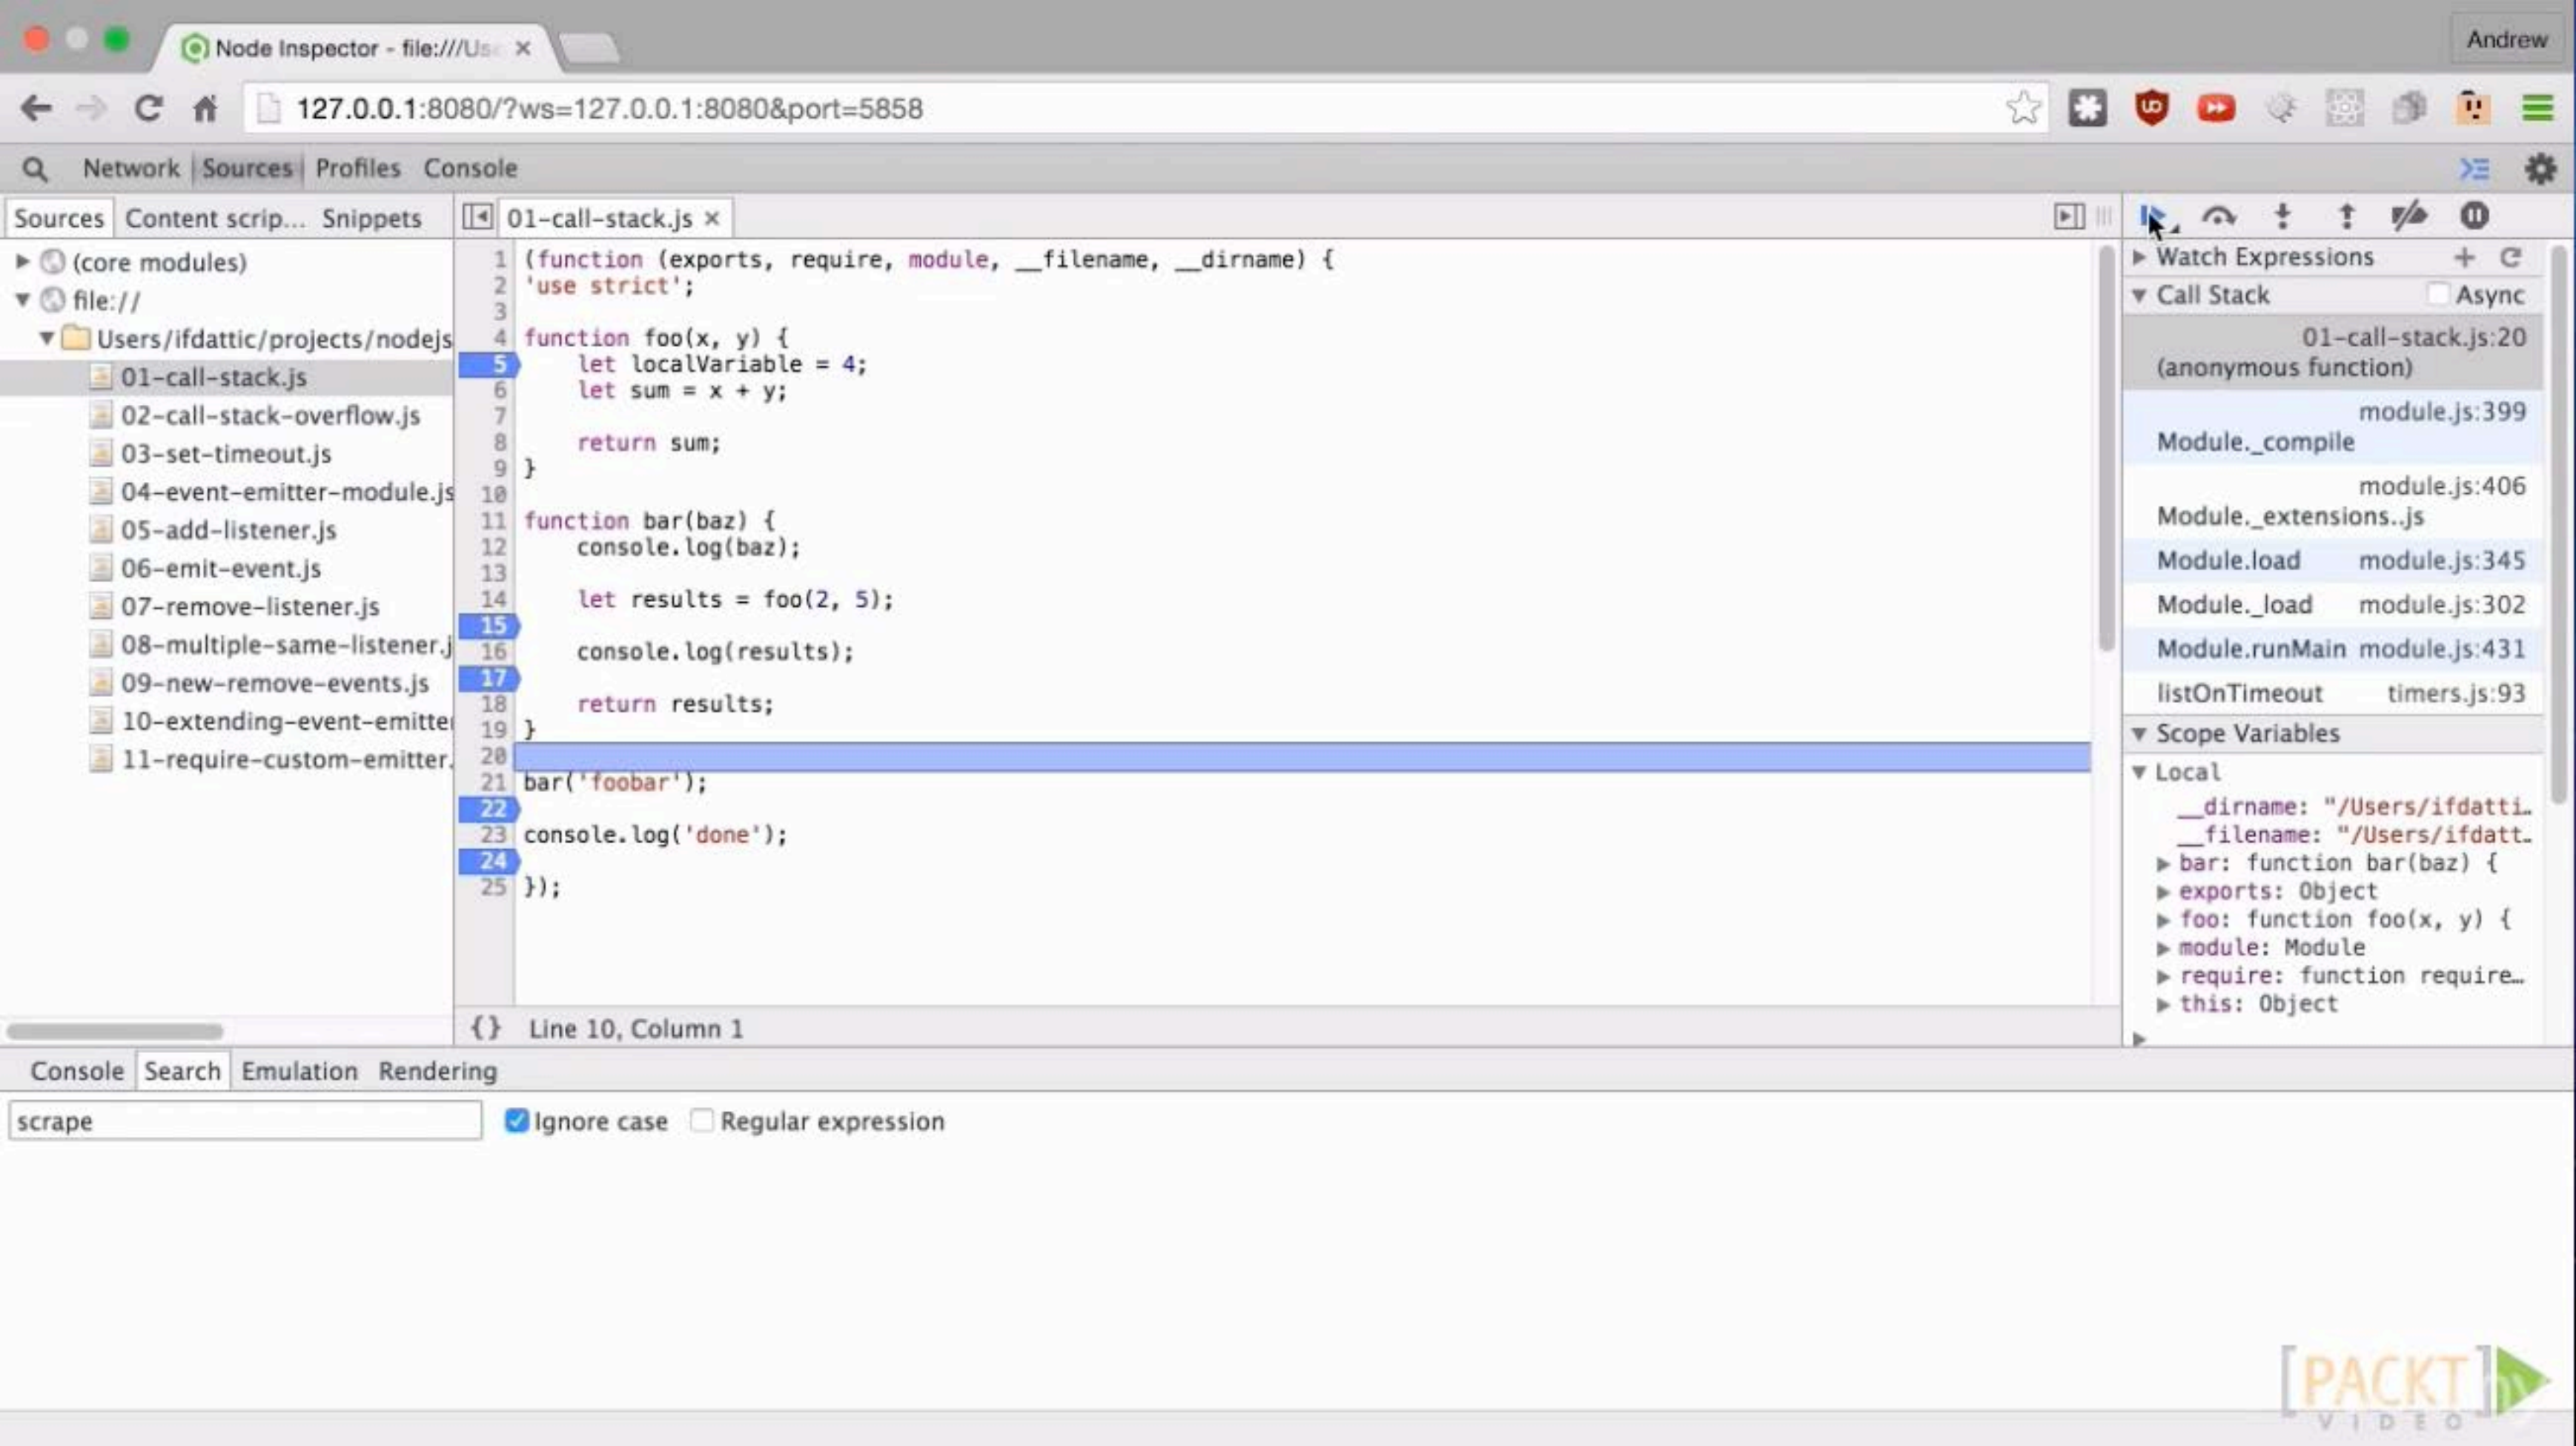 Node Inspector - file:///Us
Andrew
127.0.0.1:8080/?ws=127.0.0.1:8080&port=5858
Network Sources Profiles Console
Sources Content scrip... Snippets
(core modules)
file://
Users/ifdattic/projects/nodejs
01-call-stack.js
02-call-stack-overflow.js
03-set-timeout.js
04-event-emitter-module.js
05-add-listener.js
06-emit-event.js
07-remove-listener.js
08-multiple-same-listener.j
09-new-remove-events.js
10-extending-event-emitte
11-require-custom-emitter.
01-call-stack.js
1 (function (exports, require, module, __filename, __dirname) {
2 'use strict';
3
4 function foo(x, y) {
5 let localVariable = 4;
6 let sum = x + y;
7
8 return sum;
9 }
10
11 function bar(baz) {
12 console.log(baz);
13
14 let results = foo(2, 5);
15
16 console.log(results);
17
18 return results;
19 }
20
21 bar('foobar');
22
23 console.log('done');
24
25 });
{} Line 10, Column 1
Watch Expressions
Call Stack Async
01-call-stack.js:20
(anonymous function)
module.js:399
Module._compile
module.js:406
Module._extensions..js
Module.load module.js:345
Module._load module.js:302
Module.runMain module.js:431
listOnTimeout timers.js:93
Scope Variables
Local
__dirname: "/Users/ifdatti…
__filename: "/Users/ifdatt…
bar: function bar(baz) {
exports: Object
foo: function foo(x, y) {
module: Module
require: function require…
this: Object
Console Search Emulation Rendering
scrape Ignore case Regular expression
[PACKT]
VIDEO